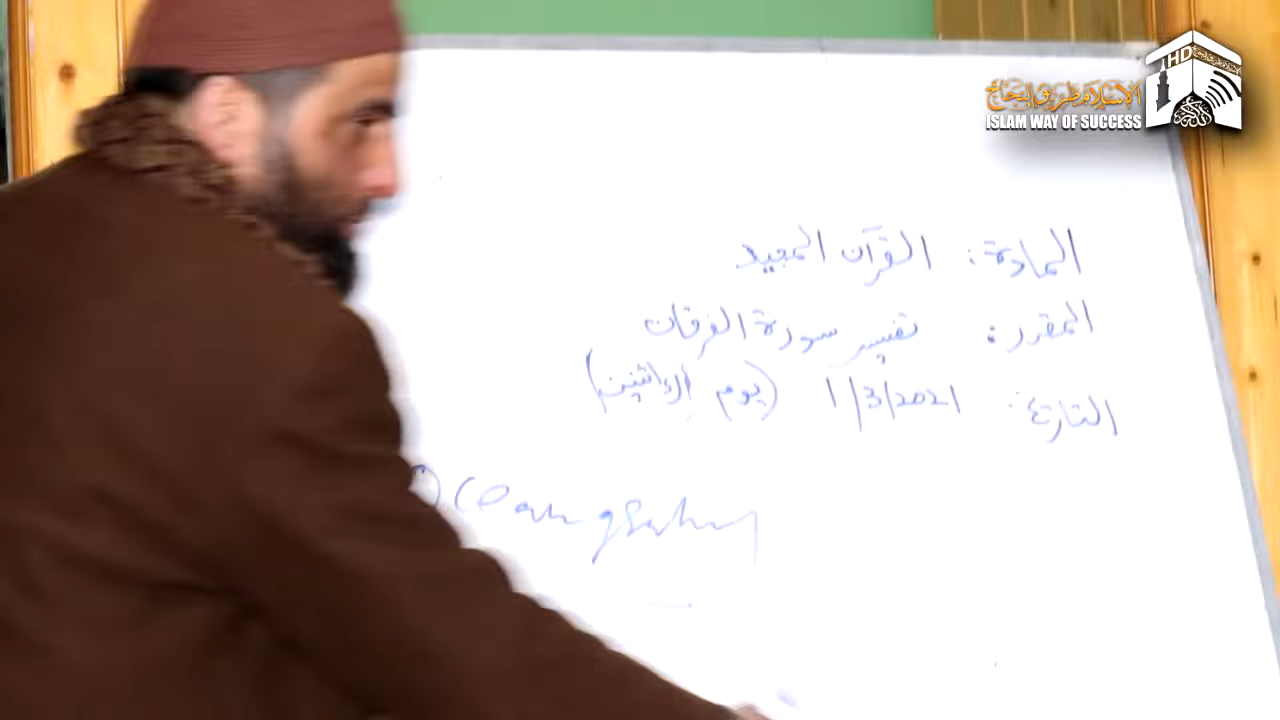 HD
الإسلام طريق النجاح
ISLAM WAY OF SUCCESS
المادة: القرآن المجيد
المقرر: تفسير سورة الفرقان
التاريخ: 1/3/2021 (يوم الإثنين)